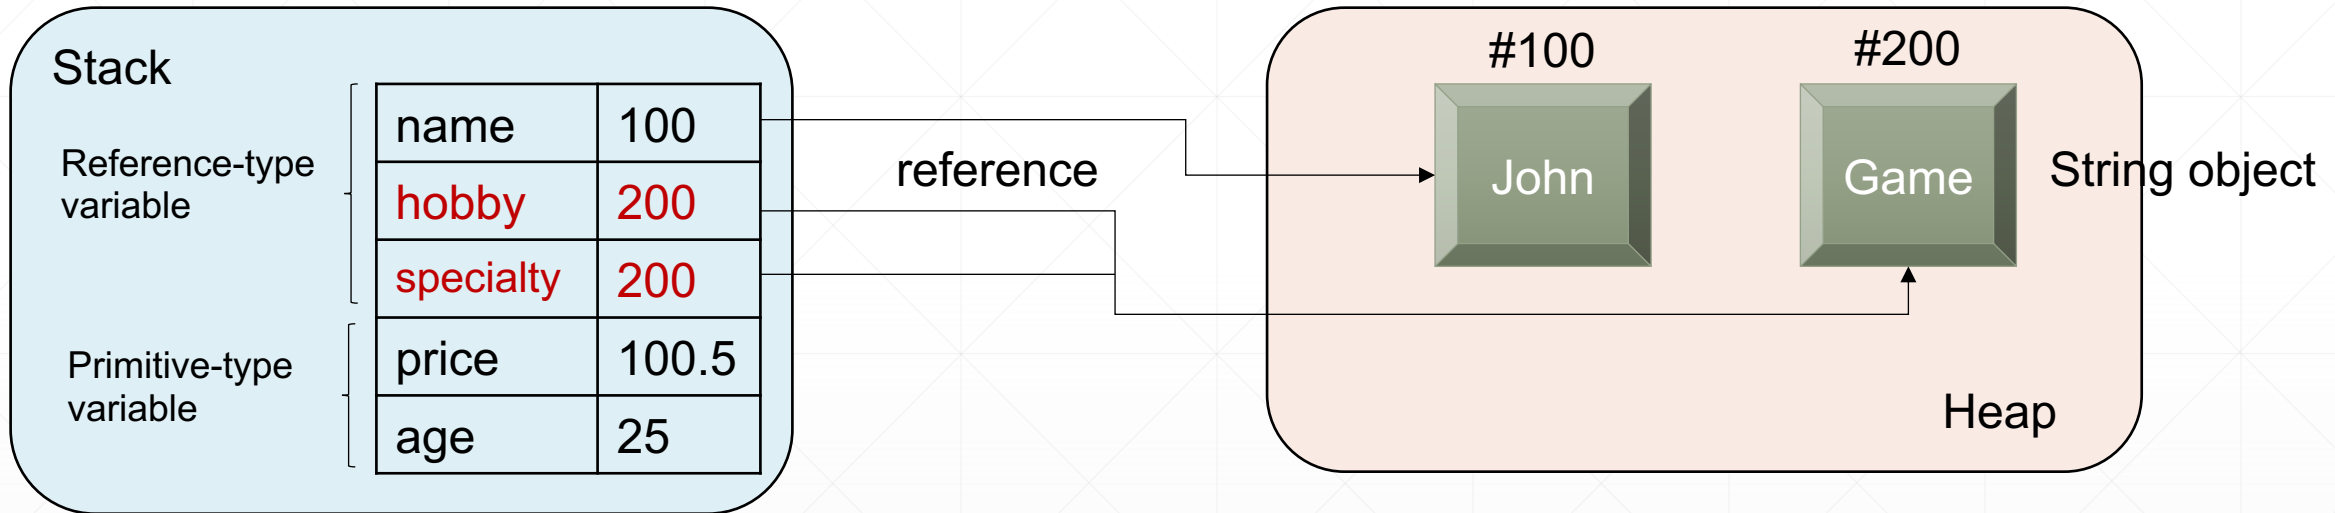 Stack
Reference-type
variable
Primitive-type
variable
name 100
hobby 200
specialty 200
price 100.5
age 25
reference
#100
#200
John
Game
String object
Heap